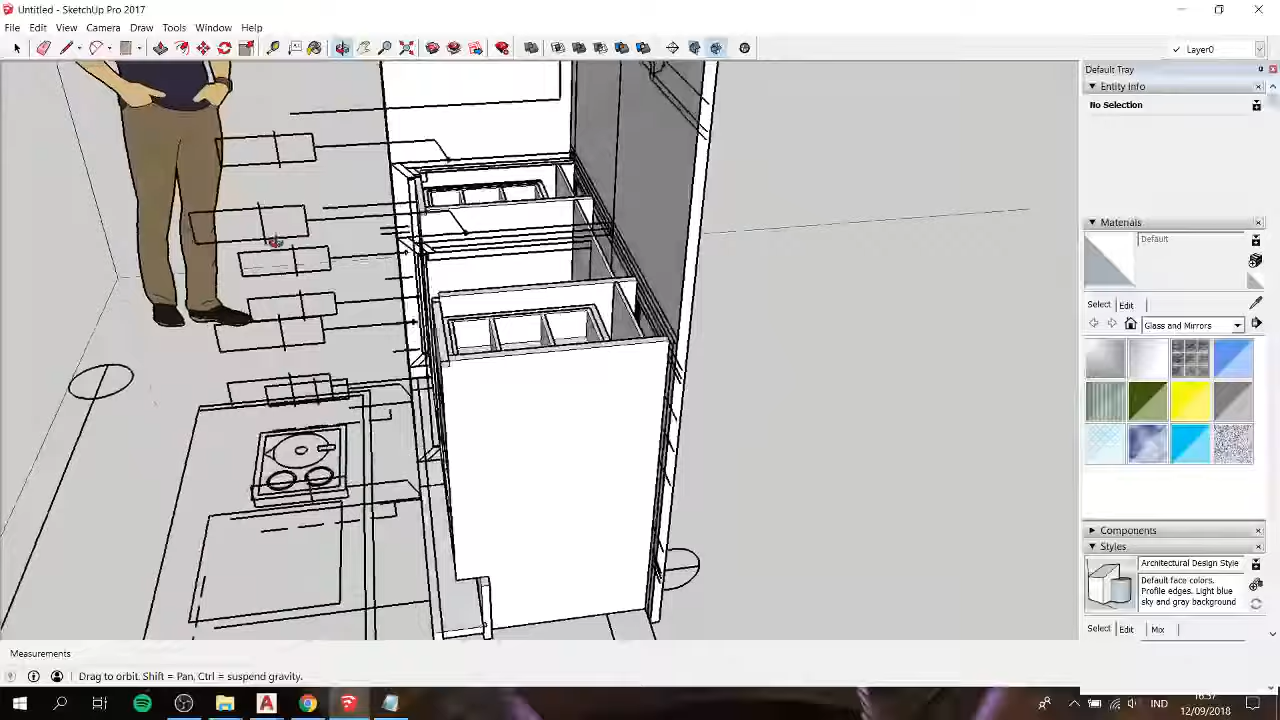 Untitled - SketchUp Pro 2017
File Edit View Camera Draw Tools Window Help
Layer0
Default Tray
Entity Info
No Selection
Materials
Default
Select Edit
Glass and Mirrors
Components
Styles
Architectural Design Style
Default face colors.
Profile edges. Light blue
sky and gray background
Select Edit Mix
Measurements
Drag to orbit. Shift = Pan, Ctrl = suspend gravity.
IND
16:37
12/09/2018